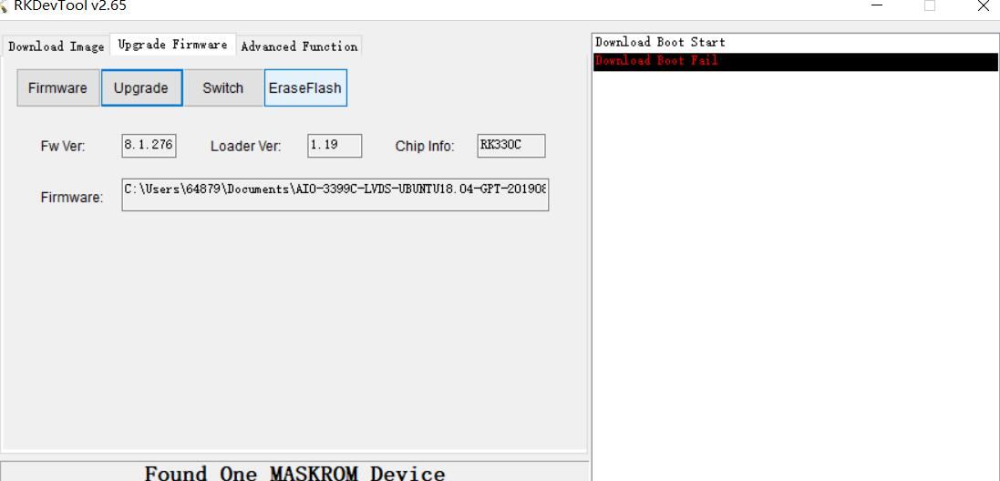 RKDevTool v2.65
Download Image Upgrade Firmware Advanced Function
Firmware Upgrade Switch EraseFlash
Fw Ver: 8.1.276 Loader Ver: 1.19 Chip Info: RK330C
Firmware: C:\Users\64879\Documents\AIO-3399C-LVDS-UBUNTU18.04-GPT-201908
Found One MASKROM Device
Download Boot Start
Download Boot Fail